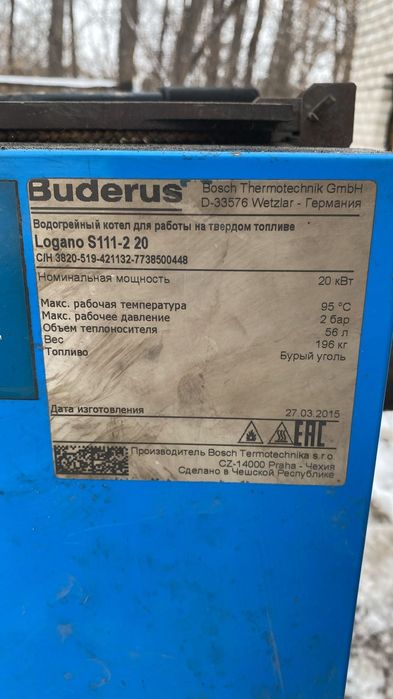 Buderus
Bosch Thermotechnik GmbH
D-33576 Wetzlar - Германия
Водогрейный котел для работы на твердом топливе
Logano S111-2 20
С/Н 3820-519-421132-7738500448
Номинальная мощность 20 кВт
Макс. рабочая температура 95 °C
Макс. рабочее давление 2 бар
Объем теплоносителя 56 л
Вес 196 кг
Топливо Бурый уголь
Дата изготовления 27.03.2015
EAC
Производитель Bosch Termotechnika s.r.o
CZ-14000 Praha - Чехия
Сделано в Чешской Республике